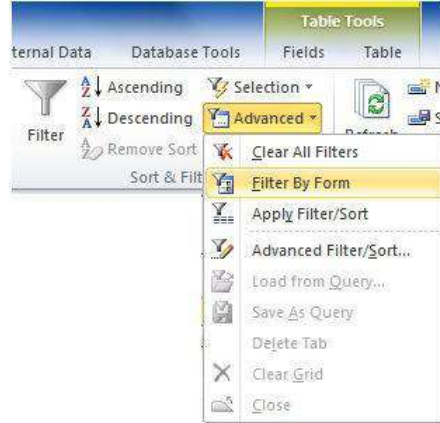 Table Tools
ternal Data Database Tools Fields Table
Ascending Selection
Descending Advanced
Filter Remove Sort
Sort & Filt
Clear All Filters
Filter By Form
Apply Filter/Sort
Advanced Filter/Sort...
Load from Query...
Save As Query
Delete Tab
Clear Grid
Close